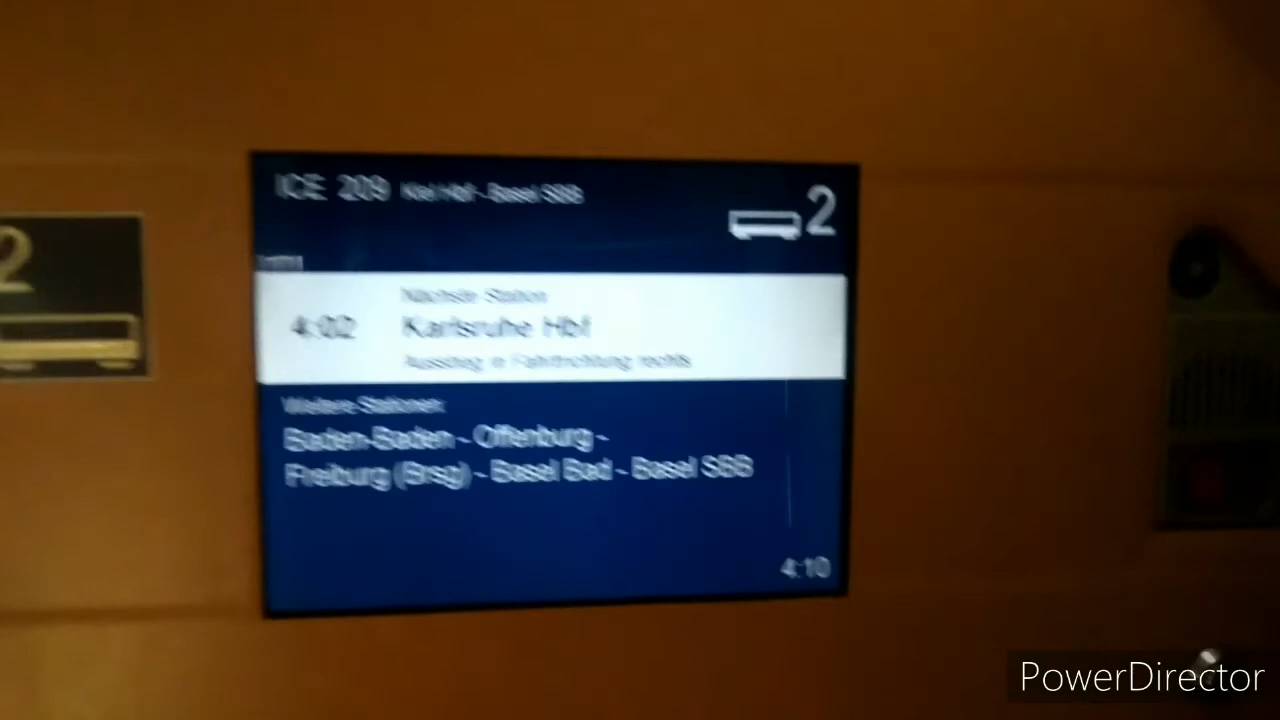 2
ICE 209 Kiel Hbf - Basel SBB
2
Nächste Station
4:02 Karlsruhe Hbf
Ausstieg in Fahrtrichtung rechts
Weitere Stationen:
Baden-Baden - Offenburg -
Freiburg (Brsg) - Basel Bad - Basel SBB
4:10
PowerDirector